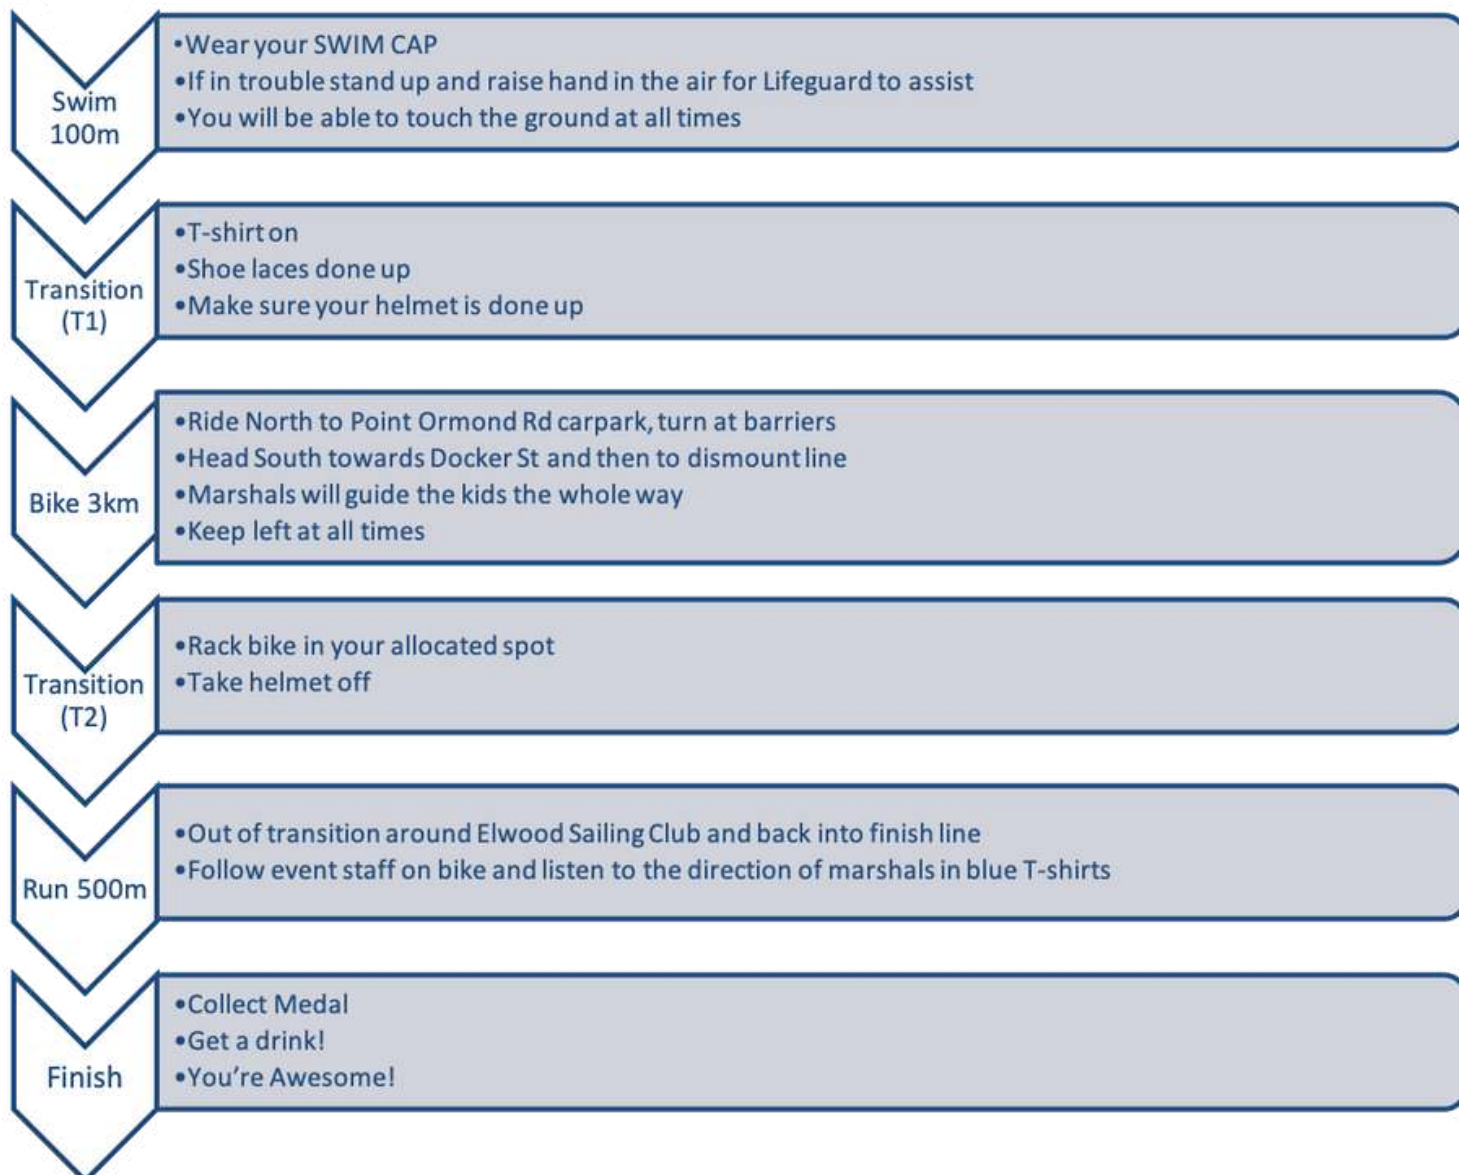 Swim
100m
•Wear your SWIM CAP
•If in trouble stand up and raise hand in the air for Lifeguard to assist
•You will be able to touch the ground at all times
Transition
(T1)
•T-shirt on
•Shoe laces done up
•Make sure your helmet is done up
Bike 3km
•Ride North to Point Ormond Rd carpark, turn at barriers
•Head South towards Docker St and then to dismount line
•Marshals will guide the kids the whole way
•Keep left at all times
Transition
(T2)
•Rack bike in your allocated spot
•Take helmet off
Run 500m
•Out of transition around Elwood Sailing Club and back into finish line
•Follow event staff on bike and listen to the direction of marshals in blue T-shirts
Finish
•Collect Medal
•Get a drink!
•You’re Awesome!